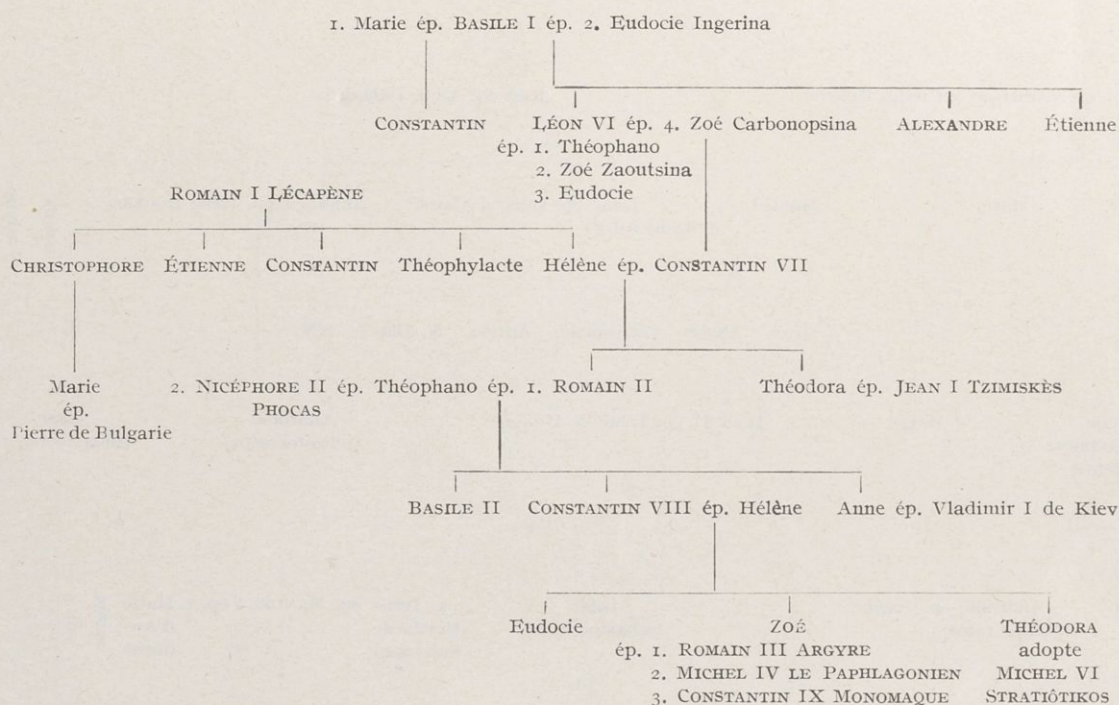 1. Marie ép. BASILE I ép. 2. Eudocie Ingerina
CONSTANTIN LÉON VI ép. 4. Zoé Carbonopsina ALEXANDRE Étienne
ép. 1. Théophano
2. Zoé Zaoutsina
3. Eudocie
ROMAIN I LÉCAPÈNE
CHRISTOPHORE ÉTIENNE CONSTANTIN Théophylacte Hélène ép. CONSTANTIN VII
Marie 2. NICÉPHORE II ép. Théophano ép. 1. ROMAIN II Théodora ép. JEAN I TZIMISKÈS
ép. PHOCAS
Pierre de Bulgarie
BASILE II CONSTANTIN VIII ép. Hélène Anne ép. Vladimir I de Kiev
Eudocie ZOÉ THÉODORA
ép. 1. ROMAIN III ARGYRE adopte
2. MICHEL IV LE PAPHLAGONIEN MICHEL VI
3. CONSTANTIN IX MONOMAQUE STRATIÔTIKOS